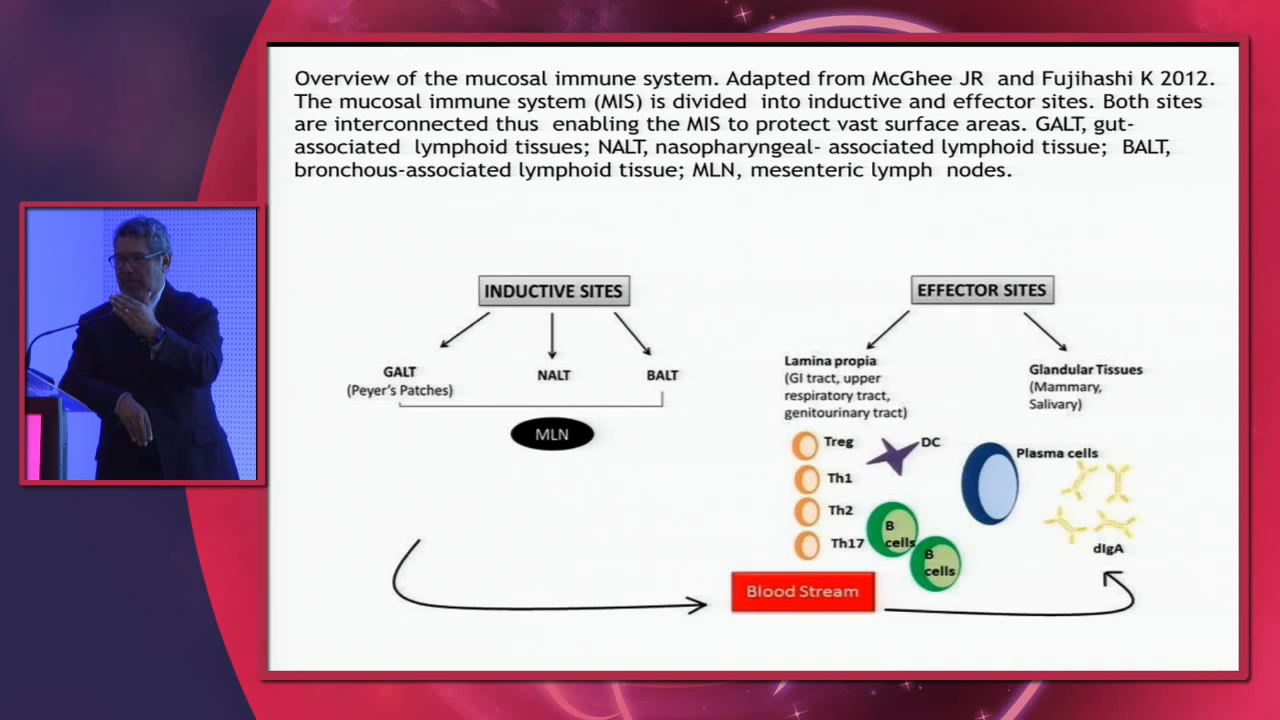 Overview of the mucosal immune system. Adapted from McGhee JR and Fujihashi K 2012.
The mucosal immune system (MIS) is divided into inductive and effector sites. Both sites
are interconnected thus enabling the MIS to protect vast surface areas. GALT, gut-
associated lymphoid tissues; NALT, nasopharyngeal- associated lymphoid tissue; BALT,
bronchous-associated lymphoid tissue; MLN, mesenteric lymph nodes.
INDUCTIVE SITES
GALT
(Peyer's Patches)
NALT
BALT
MLN
EFFECTOR SITES
Lamina propia
(GI tract, upper
respiratory tract,
genitourinary tract)
Glandular Tissues
(Mammary,
Salivary)
Treg
DC
Th1
Th2
Th17
B
cells
B
cells
Plasma cells
dIgA
Blood Stream